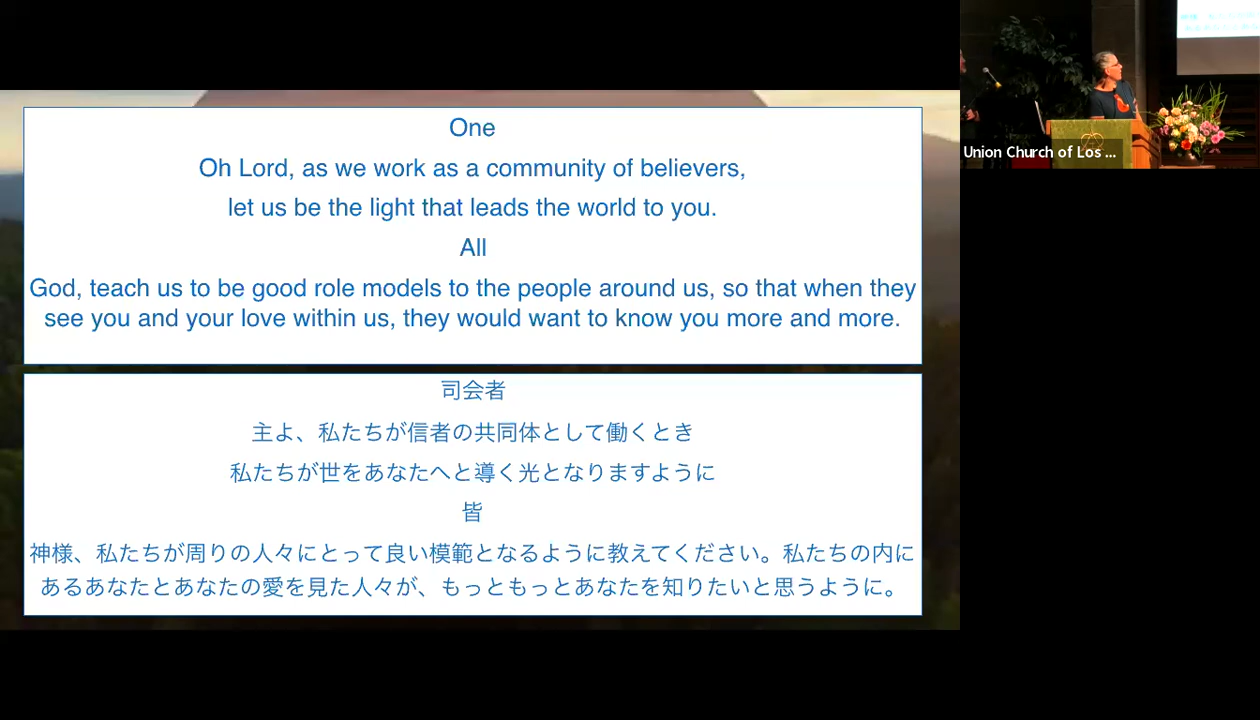 One
Oh Lord, as we work as a community of believers,
let us be the light that leads the world to you.
All
God, teach us to be good role models to the people around us, so that when they
see you and your love within us, they would want to know you more and more.
司会者
主よ、私たちが信者の共同体として働くとき
私たちが世をあなたへと導く光となりますように
皆
神様、私たちが周りの人々にとって良い模範となるように教えてください。私たちの内に
あるあなたとあなたの愛を見た人々が、もっともっとあなたを知りたいと思うように。
Union Church of Los ...